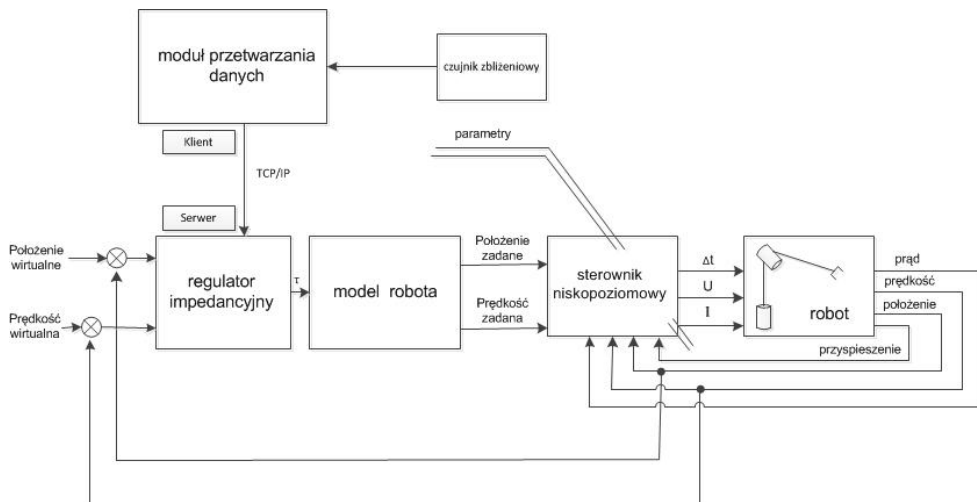 moduł przetwarzania
danych
czujnik zbliżeniowy
Klient
TCP/IP
Serwer
parametry
Położenie
wirtualne
Prędkość
wirtualna
regulator
impedancyjny
τ
model robota
Położenie
zadane
Prędkość
zadana
sterownik
niskopoziomowy
Δt
U
I
robot
prąd
prędkość
położenie
przyspieszenie